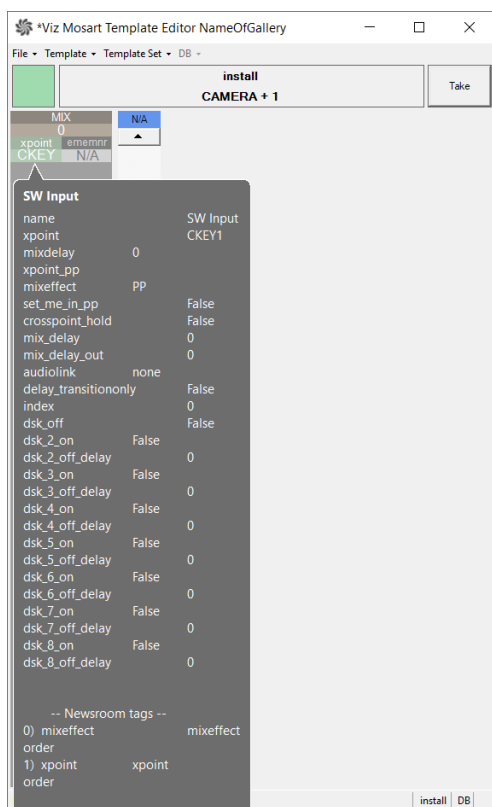 *Viz Mosart Template Editor NameOfGallery
File Template Template Set DB
install
CAMERA + 1
Take
MIX
0
N/A
xpoint ememnr
CKEY N/A
SW Input
name SW Input
xpoint CKEY1
mixdelay 0
xpoint_pp
mixeffect PP
set_me_in_pp False
crosspoint_hold False
mix_delay 0
mix_delay_out 0
audiolink none
delay_transitiononly False
index 0
dsk_off False
dsk_2_on False
dsk_2_off_delay 0
dsk_3_on False
dsk_3_off_delay 0
dsk_4_on False
dsk_4_off_delay 0
dsk_5_on False
dsk_5_off_delay 0
dsk_6_on False
dsk_6_off_delay 0
dsk_7_on False
dsk_7_off_delay 0
dsk_8_on False
dsk_8_off_delay 0
-- Newsroom tags --
0) mixeffect mixeffect
order
1) xpoint xpoint
order
install DB